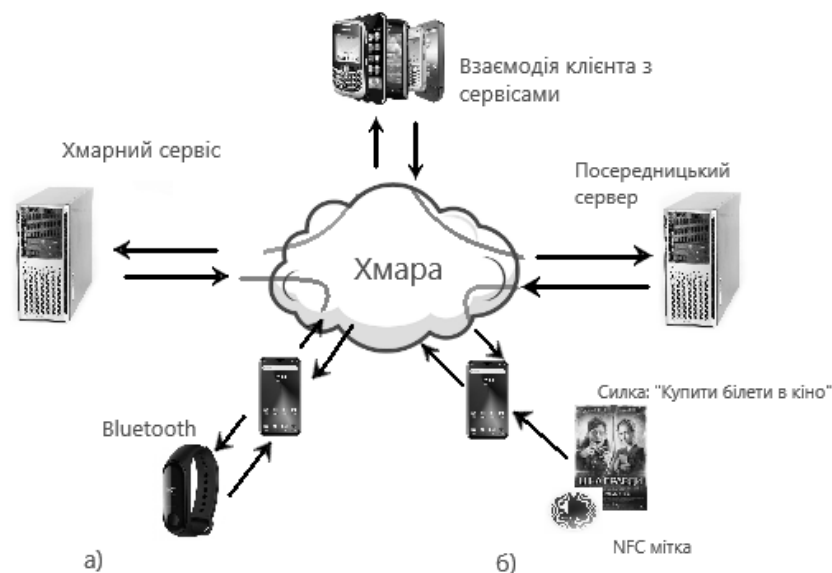 Взаємодія клієнта з
сервісами
Хмарний сервіс
Посередницький
сервер
Хмара
Силка: "Купити білети в кіно"
Bluetooth
NFC мітка
а)
б)